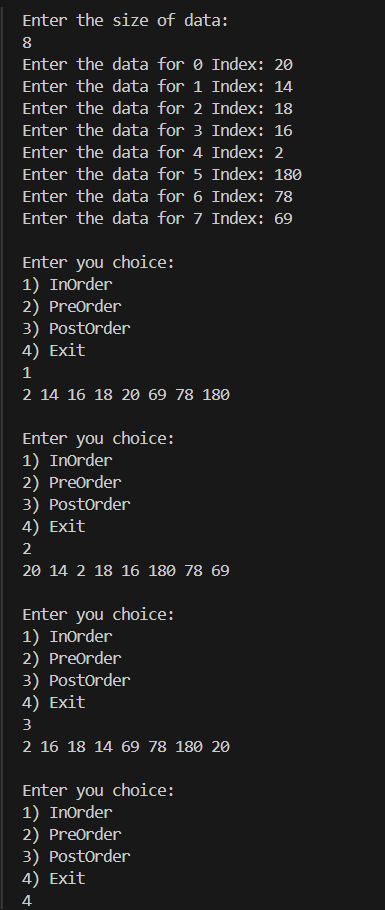 Enter the size of data:
8
Enter the data for 0 Index: 20
Enter the data for 1 Index: 14
Enter the data for 2 Index: 18
Enter the data for 3 Index: 16
Enter the data for 4 Index: 2
Enter the data for 5 Index: 180
Enter the data for 6 Index: 78
Enter the data for 7 Index: 69
Enter you choice:
1) InOrder
2) PreOrder
3) PostOrder
4) Exit
1
2 14 16 18 20 69 78 180
Enter you choice:
1) InOrder
2) PreOrder
3) PostOrder
4) Exit
2
20 14 2 18 16 180 78 69
Enter you choice:
1) InOrder
2) PreOrder
3) PostOrder
4) Exit
3
2 16 18 14 69 78 180 20
Enter you choice:
1) InOrder
2) PreOrder
3) PostOrder
4) Exit
4